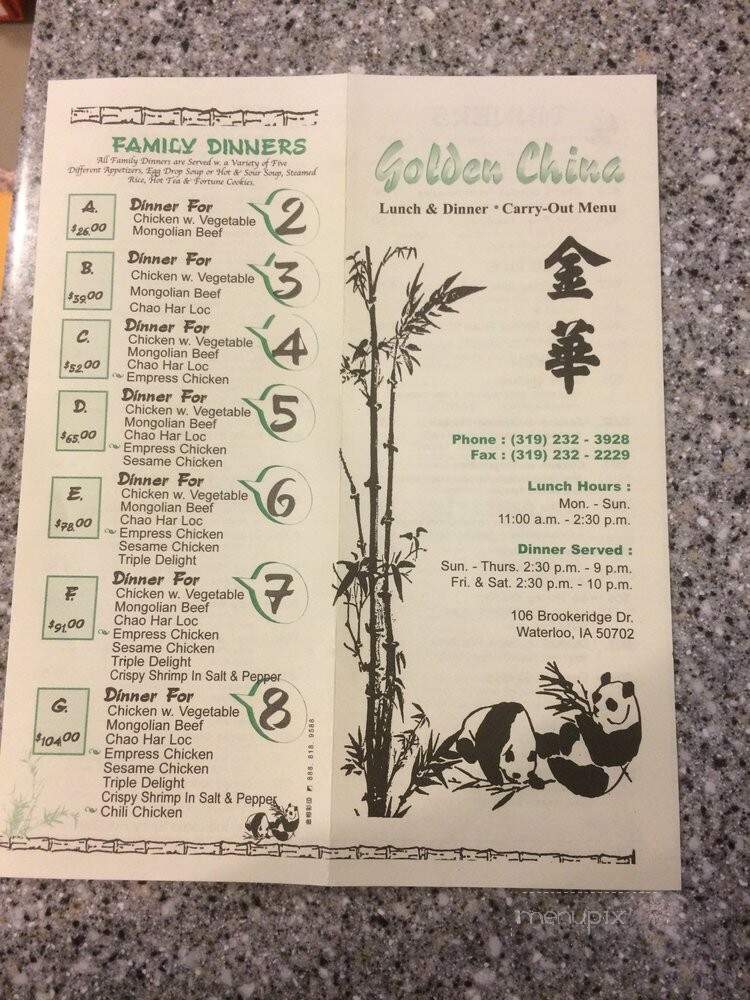 FAMILY DINNERS
All Family Dinners are Served w. a Variety of Five
Different Appetizers, Egg Drop Soup or Hot & Sour Soup, Steamed
Rice, Hot Tea & Fortune Cookies.
A.
$26.00
Dinner For 2
Chicken w. Vegetable
Mongolian Beef
B.
$39.00
Dinner For 3
Chicken w. Vegetable
Mongolian Beef
Chao Har Loc
C.
$52.00
Dinner For 4
Chicken w. Vegetable
Mongolian Beef
Chao Har Loc
Empress Chicken
D.
$65.00
Dinner For 5
Chicken w. Vegetable
Mongolian Beef
Chao Har Loc
Empress Chicken
Sesame Chicken
E.
$78.00
Dinner For 6
Chicken w. Vegetable
Mongolian Beef
Chao Har Loc
Empress Chicken
Sesame Chicken
Triple Delight
F.
$91.00
Dinner For 7
Chicken w. Vegetable
Mongolian Beef
Chao Har Loc
Empress Chicken
Sesame Chicken
Triple Delight
Crispy Shrimp In Salt & Pepper
G.
$104.00
Dinner For 8
Chicken w. Vegetable
Mongolian Beef
Chao Har Loc
Empress Chicken
Sesame Chicken
Triple Delight
Crispy Shrimp In Salt & Pepper
Chili Chicken
888. 818. 9588
Golden China
Lunch & Dinner * Carry-Out Menu
金
華
Phone : (319) 232 - 3928
Fax : (319) 232 - 2229
Lunch Hours :
Mon. - Sun.
11:00 a.m. - 2:30 p.m.
Dinner Served :
Sun. - Thurs. 2:30 p.m. - 9 p.m.
Fri. & Sat. 2:30 p.m. - 10 p.m.
106 Brookeridge Dr.
Waterloo, IA 50702
menupix